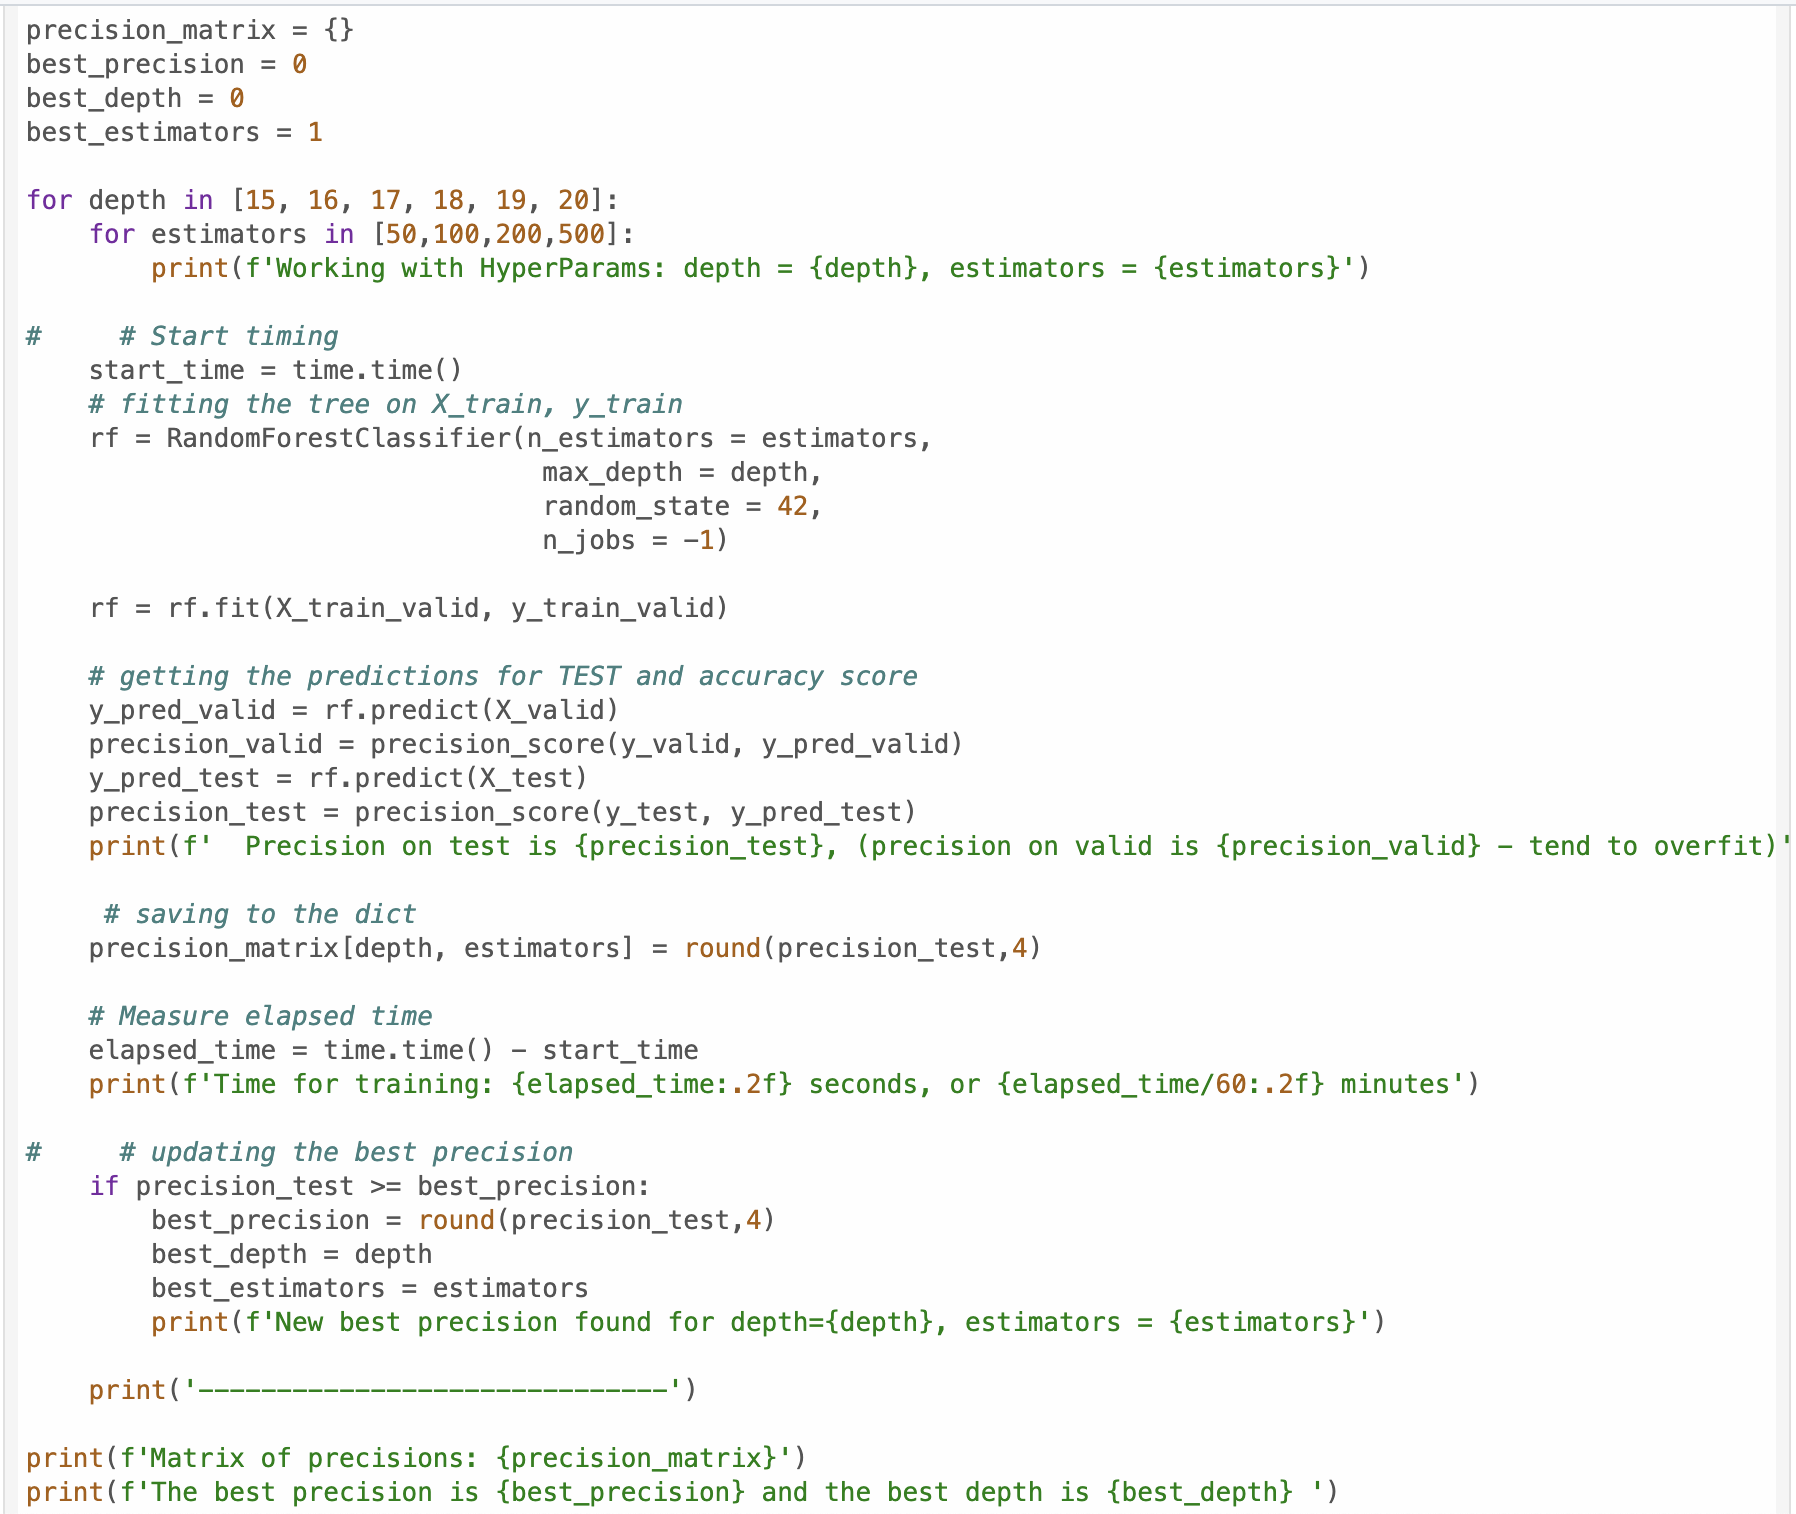 precision_matrix = {}
best_precision = 0
best_depth = 0
best_estimators = 1

for depth in [15, 16, 17, 18, 19, 20]:
    for estimators in [50,100,200,500]:
        print(f'Working with HyperParams: depth = {depth}, estimators = {estimators}')

#     # Start timing
    start_time = time.time()
    # fitting the tree on X_train, y_train
    rf = RandomForestClassifier(n_estimators = estimators,
                                 max_depth = depth,
                                 random_state = 42,
                                 n_jobs = -1)

    rf = rf.fit(X_train_valid, y_train_valid)

    # getting the predictions for TEST and accuracy score
    y_pred_valid = rf.predict(X_valid)
    precision_valid = precision_score(y_valid, y_pred_valid)
    y_pred_test = rf.predict(X_test)
    precision_test = precision_score(y_test, y_pred_test)
    print(f'  Precision on test is {precision_test}, (precision on valid is {precision_valid} - tend to overfit)'

     # saving to the dict
    precision_matrix[depth, estimators] = round(precision_test,4)

    # Measure elapsed time
    elapsed_time = time.time() - start_time
    print(f'Time for training: {elapsed_time:.2f} seconds, or {elapsed_time/60:.2f} minutes')

#     # updating the best precision
    if precision_test >= best_precision:
        best_precision = round(precision_test,4)
        best_depth = depth
        best_estimators = estimators
        print(f'New best precision found for depth={depth}, estimators = {estimators}')

    print('------------------------------')

print(f'Matrix of precisions: {precision_matrix}')
print(f'The best precision is {best_precision} and the best depth is {best_depth} ')